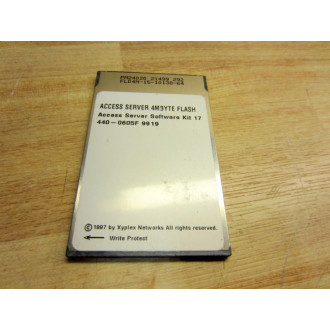 ACCESS SERVER 4M3YTE FLASH
Access Server Software Kit 17
440-0605F 9919
©1997 by Xyplex Networks All rights reserved.
← Write Protect